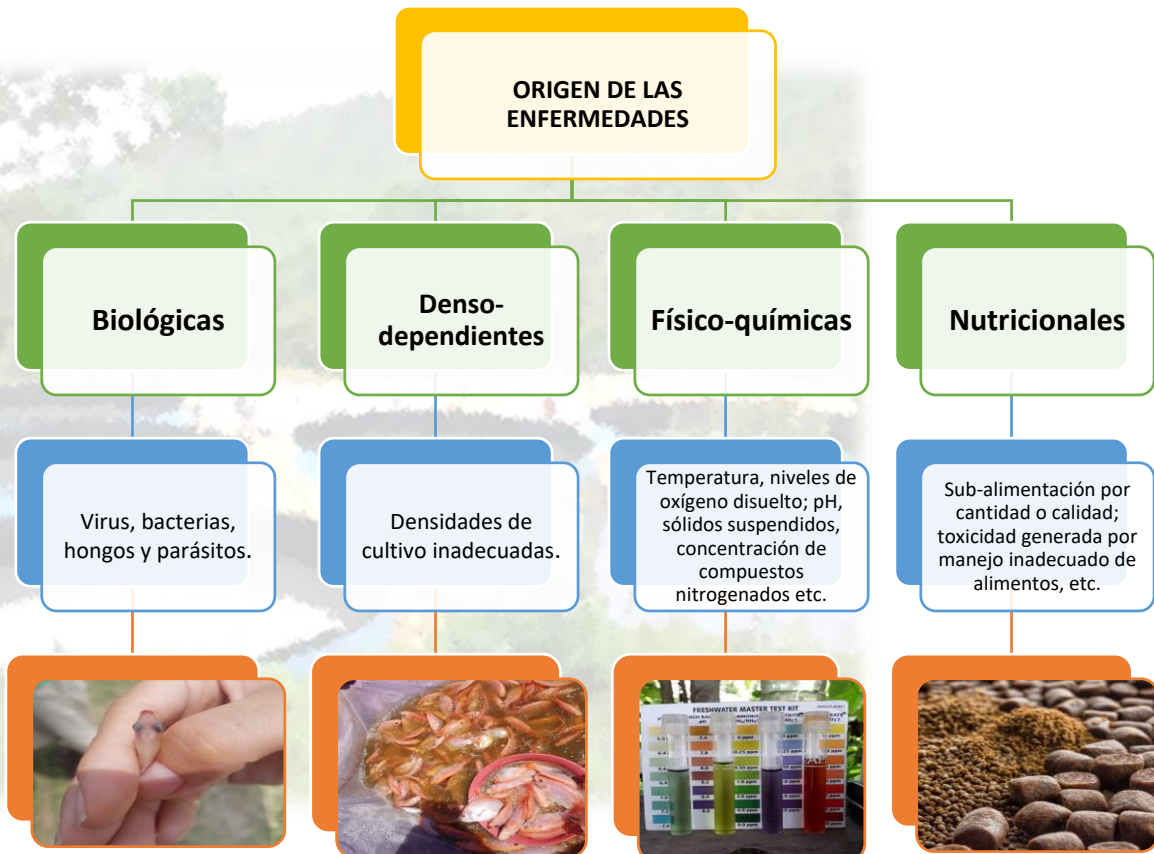 ORIGEN DE LAS
ENFERMEDADES
Biológicas
Denso-
dependientes
Físico-químicas
Nutricionales
Virus, bacterias,
hongos y parásitos.
Densidades de
cultivo inadecuadas.
Temperatura, niveles de
oxígeno disuelto; pH,
sólidos suspendidos,
concentración de
compuestos
nitrogenados etc.
Sub-alimentación por
cantidad o calidad;
toxicidad generada por
manejo inadecuado de
alimentos, etc.
FRESHWATER MASTER TEST KIT